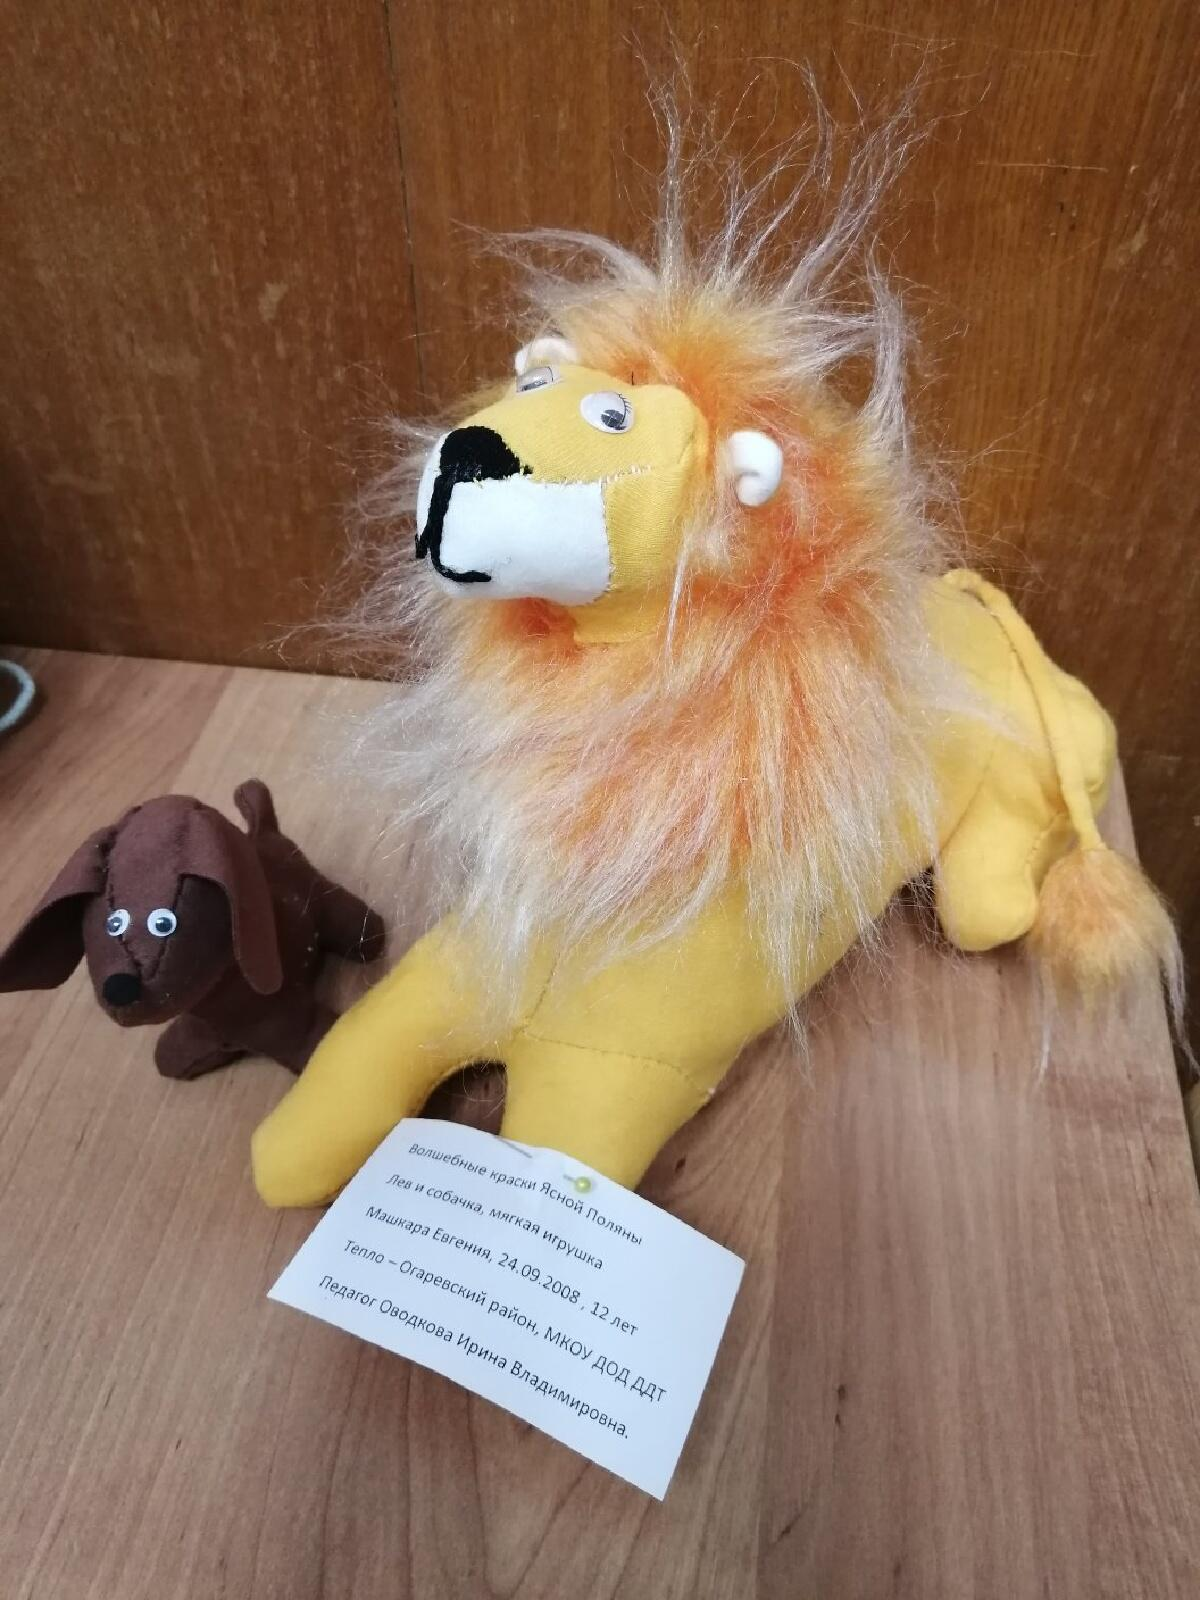 Волшебные краски Ясной Поляны
Лев и собачка, мягкая игрушка
Машкара Евгения, 24.09.2008 , 12 лет
Тепло – Огаревский район, МКОУ ДОД ДДТ
Педагог Оводкова Ирина Владимировна.